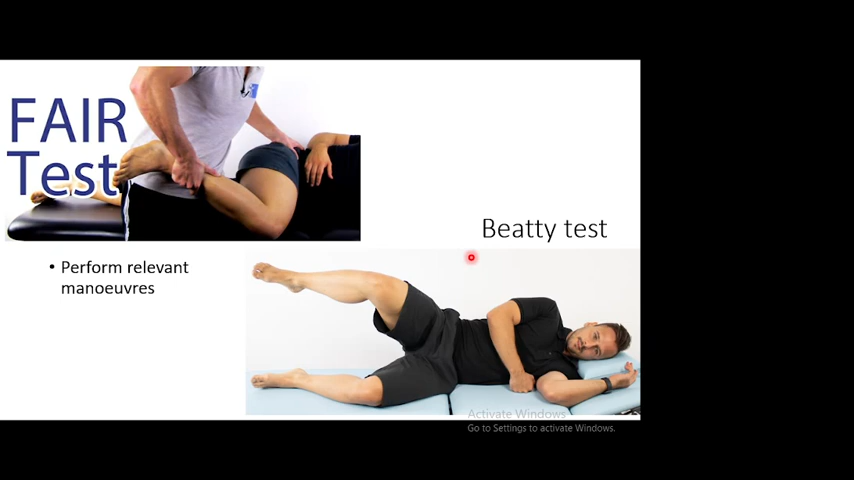 FAIR
Test
Beatty test
• Perform relevant
manoeuvres
Activate Windows
Go to Settings to activate Windows.